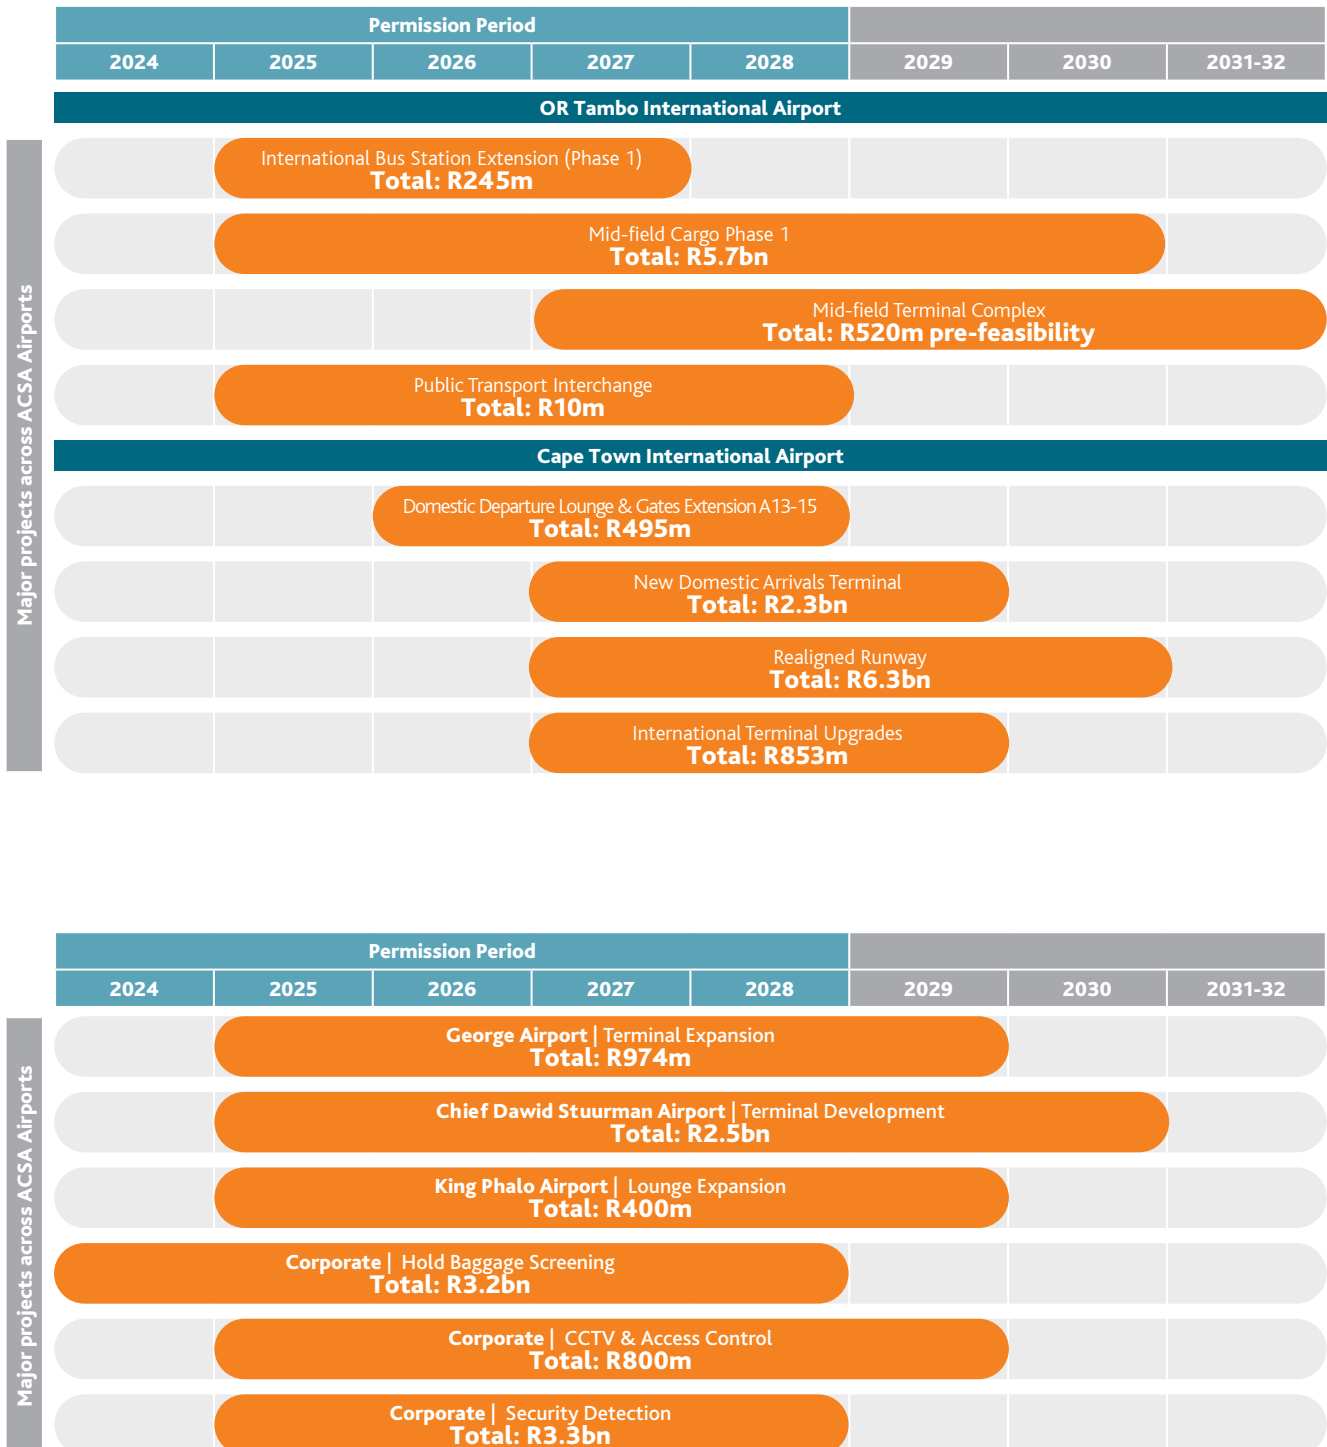 Permission Period
2024 2025 2026 2027 2028 2029 2030 2031-32
OR Tambo International Airport
Major projects across ACSA Airports
International Bus Station Extension (Phase 1)
Total: R245m
Mid-field Cargo Phase 1
Total: R5.7bn
Mid-field Terminal Complex
Total: R520m pre-feasibility
Public Transport Interchange
Total: R10m
Cape Town International Airport
Domestic Departure Lounge & Gates Extension A13-15
Total: R495m
New Domestic Arrivals Terminal
Total: R2.3bn
Realigned Runway
Total: R6.3bn
International Terminal Upgrades
Total: R853m
Permission Period
2024 2025 2026 2027 2028 2029 2030 2031-32
Major projects across ACSA Airports
George Airport | Terminal Expansion
Total: R974m
Chief Dawid Stuurman Airport | Terminal Development
Total: R2.5bn
King Phalo Airport | Lounge Expansion
Total: R400m
Corporate | Hold Baggage Screening
Total: R3.2bn
Corporate | CCTV & Access Control
Total: R800m
Corporate | Security Detection
Total: R3.3bn